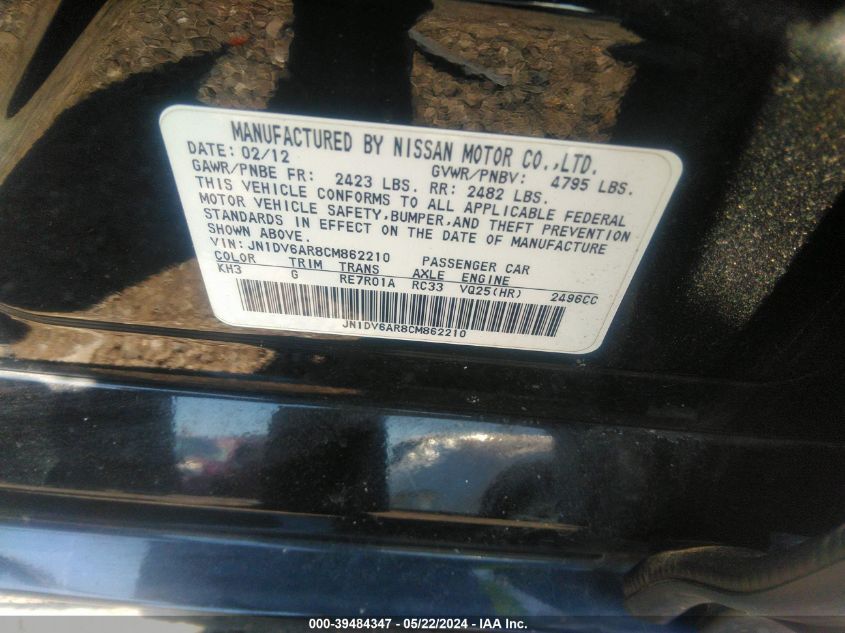 MANUFACTURED BY NISSAN MOTOR CO.,LTD.
DATE: 02/12 GVWR/PNBV: 4795 LBS.
GAWR/PNBE FR: 2423 LBS. RR: 2482 LBS.
THIS VEHICLE CONFORMS TO ALL APPLICABLE FEDERAL
MOTOR VEHICLE SAFETY,BUMPER,AND THEFT PREVENTION
STANDARDS IN EFFECT ON THE DATE OF MANUFACTURE
SHOWN ABOVE.
VIN: JN1DV6AR8CM862210 PASSENGER CAR
COLOR TRIM TRANS AXLE ENGINE
KH3 G RE7R01A RC33 VQ25(HR) 2496CC
JN1DV6AR8CM862210
000-39484347 - 05/22/2024 - IAA Inc.